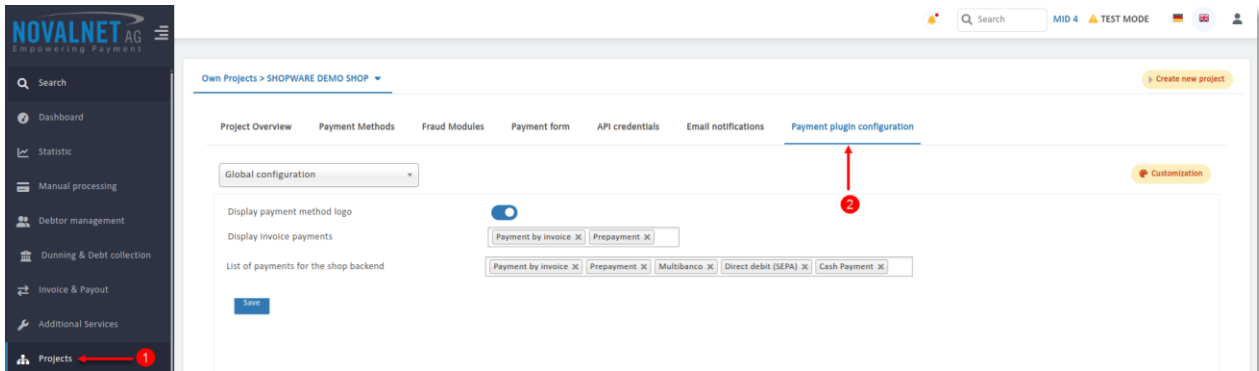 NOVALNET AG
Empowering Payment
Search
MID 4
TEST MODE
Search
Dashboard
Statistic
Manual processing
Debtor management
Dunning & Debt collection
Invoice & Payout
Additional Services
Projects
1
Own Projects > SHOPWARE DEMO SHOP
Create new project
Project Overview
Payment Methods
Fraud Modules
Payment form
API credentials
Email notifications
Payment plugin configuration
2
Global configuration
Customization
Display payment method logo
Display invoice payments
Payment by invoice X
Prepayment X
List of payments for the shop backend
Payment by invoice X
Prepayment X
Multibanco X
Direct debit (SEPA) X
Cash Payment X
Save